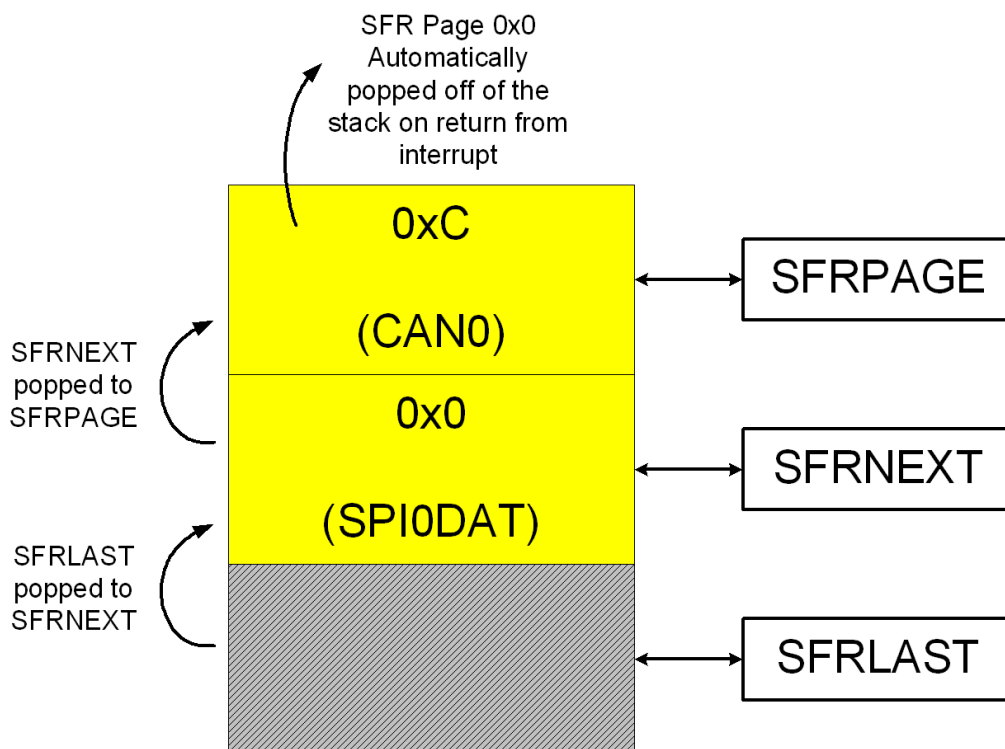 SFR Page 0x0
Automatically
popped off of the
stack on return from
interrupt
0xC
(CAN0)
SFRPAGE
SFRNEXT
popped to
SFRPAGE
0x0
(SPI0DAT)
SFRNEXT
SFRLAST
popped to
SFRNEXT
SFRLAST